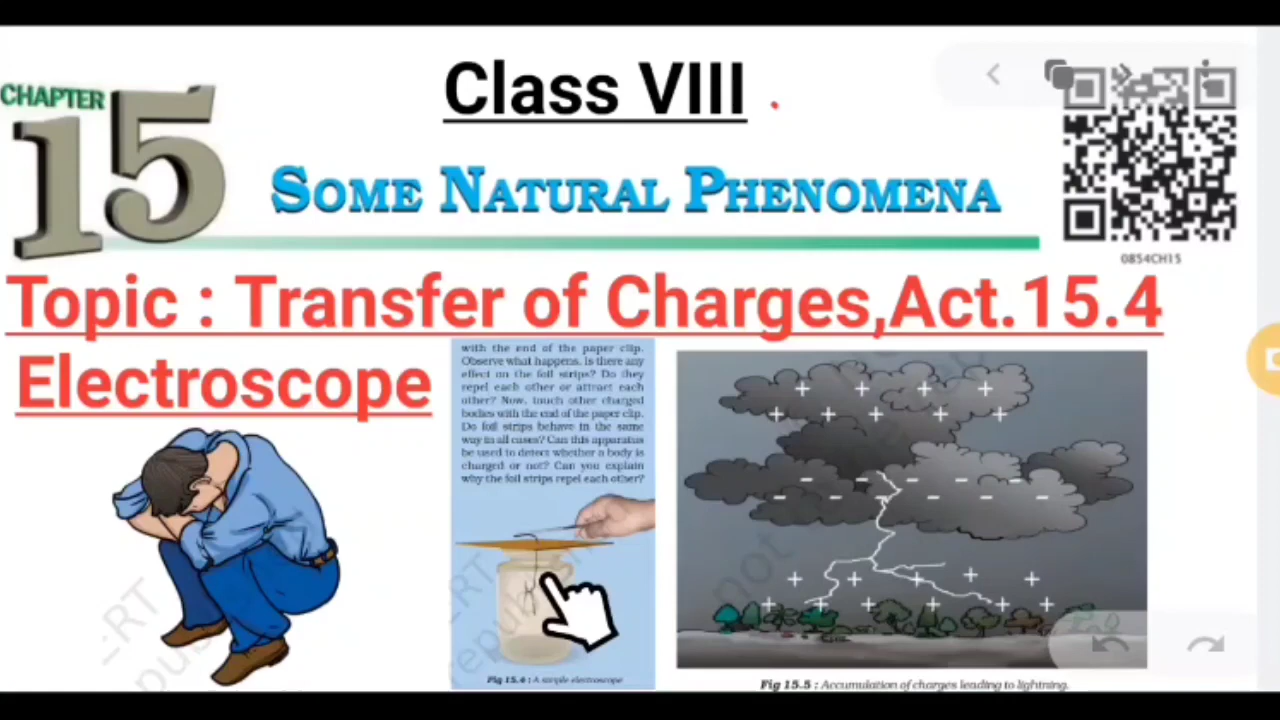 CHAPTER
15
Class VIII
SOME NATURAL PHENOMENA
0854CH15
Topic : Transfer of Charges,Act.15.4
Electroscope
with the end of the paper clip.
Observe what happens. Is there any
effect on the foil strips? Do they
repel each other or attract each
other? Now, touch other charged
bodies with the end of the paper clip.
Do foil strips behave in the same
way in all cases? Can this apparatus
be used to detect whether a body is
charged or not? Can you explain
why the foil strips repel each other?
Fig 15.4 : A simple electroscope
Fig 15.5 : Accumulation of charges leading to lightning.